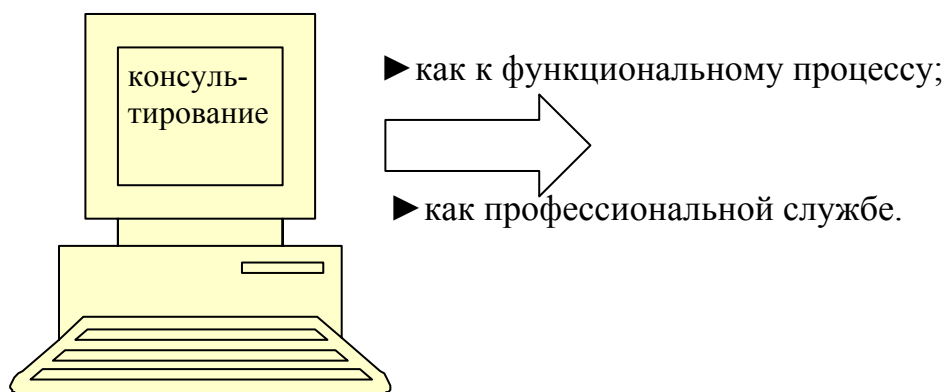 консуль-
тирование
►как к функциональному процессу;
►как профессиональной службе.